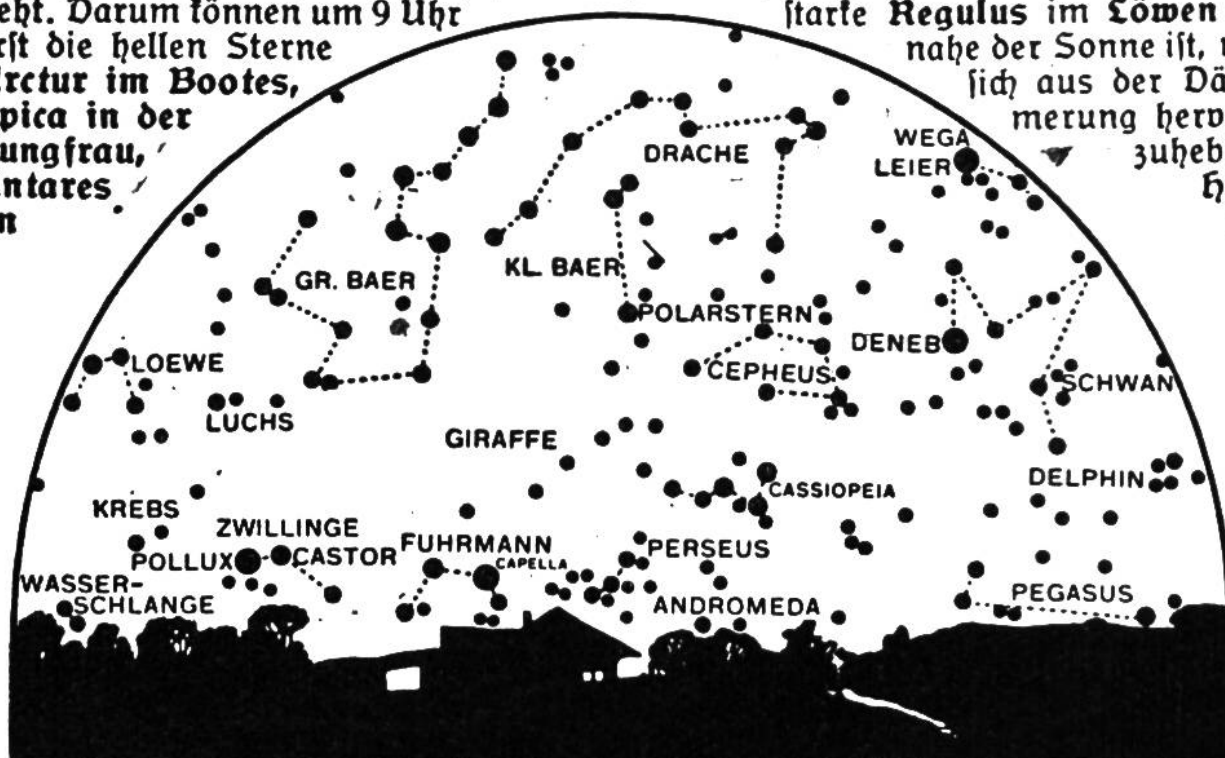 eht. Darum können um 9 Uhr
rst die hellen Sterne
rctur im Bootes,
pica in der
ungfrau,
ntares
n
starke Regulus im Löwen
nahe der Sonne ist,
sich aus der Dä
merung herv
zuheb
h
WEGA
LEIER
DRACHE
GR. BAER
KL. BAER
POLARSTERN
DENEB
LOEWE
CEPHEUS
SCHWAN
LUCHS
GIRAFFE
DELPHIN
CASSIOPEIA
KREBS
ZWILLINGE
POLLUX
CASTOR
FUHRMANN
CAPELLA
PERSEUS
WASSER-
SCHLANGE
ANDROMEDA
PEGASUS